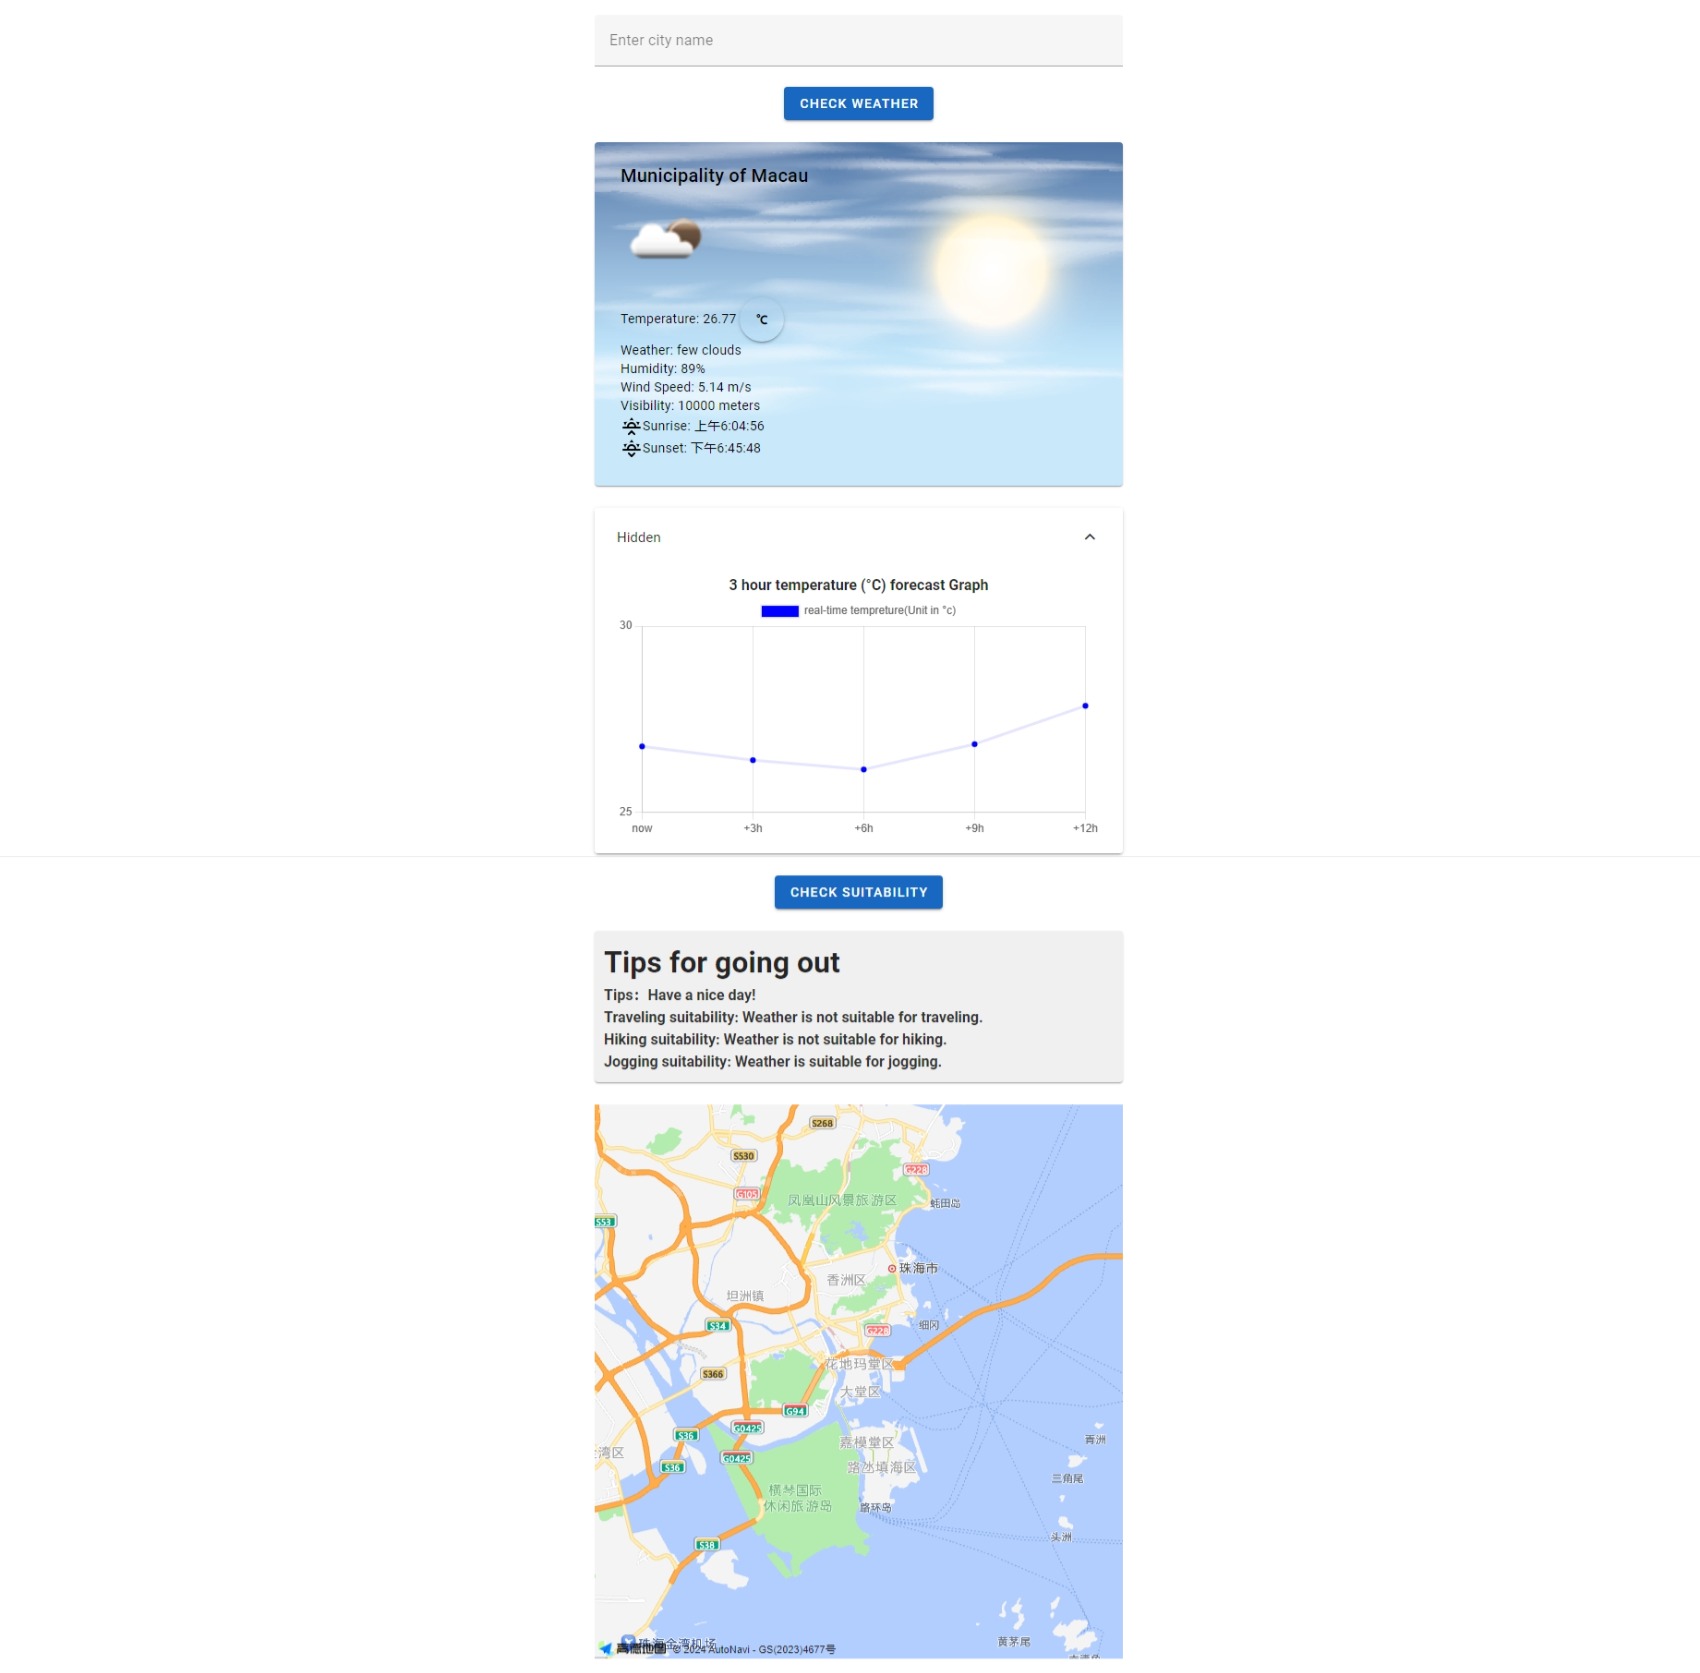 Enter city name
CHECK WEATHER
Municipality of Macau
Temperature: 26.77 ℃
Weather: few clouds
Humidity: 89%
Wind Speed: 5.14 m/s
Visibility: 10000 meters
Sunrise: 上午6:04:56
Sunset: 下午6:45:48
Hidden
3 hour temperature (°C) forecast Graph
real-time tempreture(Unit in °c)
30
25
now +3h +6h +9h +12h
CHECK SUITABILITY
Tips for going out
Tips： Have a nice day!
Traveling suitability: Weather is not suitable for traveling.
Hiking suitability: Weather is not suitable for hiking.
Jogging suitability: Weather is suitable for jogging.
S268
S530
G228
G105
凤凰山风景旅游区
蚝田岛
S53
珠海市
香洲区
坦洲镇
S34
细冈
G228
花地玛堂区
S366
大堂区
G94
G0425
S36
嘉模堂区
青洲
湾区
G0425
S36
路氹填海区
三角尾
横琴国际
休闲旅游岛
路环岛
头洲
S38
黄茅尾
珠海金湾机场
高德地图 © 2024 AutoNavi - GS(2023)4677号